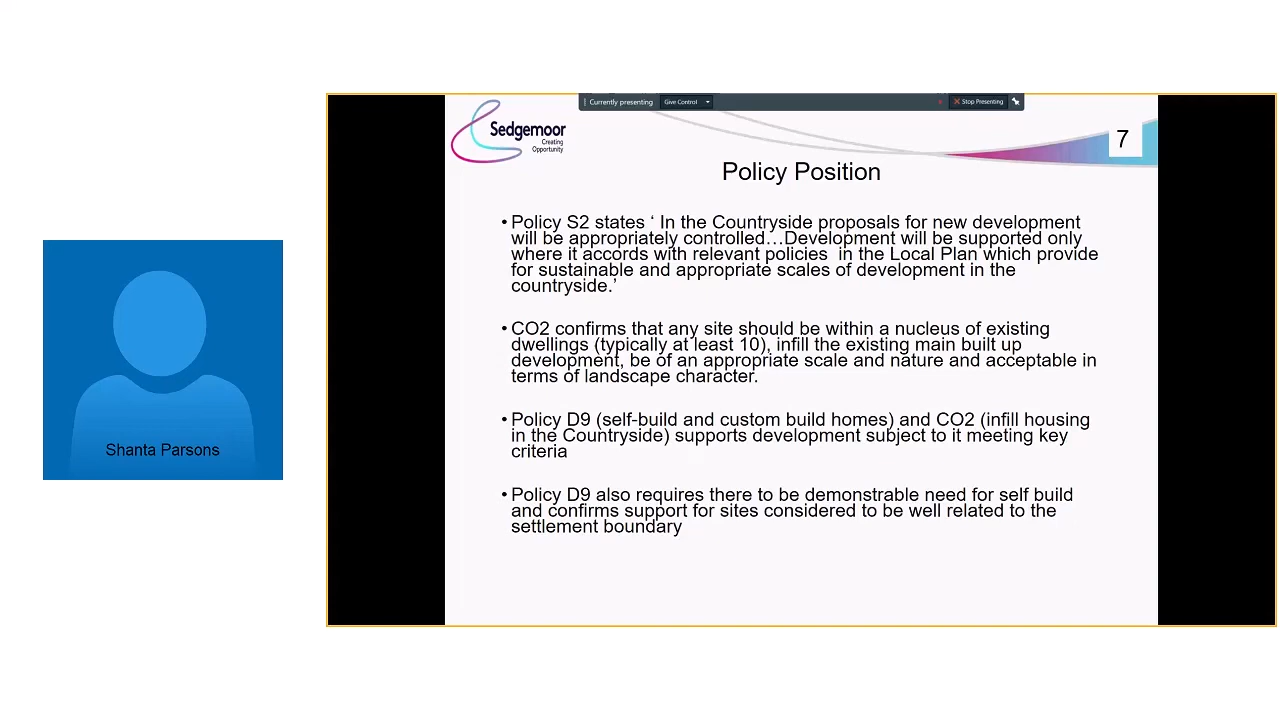 Currently presenting
Give Control
Stop Presenting
Sedgemoor
Creating
Opportunity
7
Policy Position
• Policy S2 states ‘ In the Countryside proposals for new development
will be appropriately controlled…Development will be supported only
where it accords with relevant policies in the Local Plan which provide
for sustainable and appropriate scales of development in the
countryside.’
• CO2 confirms that any site should be within a nucleus of existing
dwellings (typically at least 10), infill the existing main built up
development, be of an appropriate scale and nature and acceptable in
terms of landscape character.
• Policy D9 (self-build and custom build homes) and CO2 (infill housing
in the Countryside) supports development subject to it meeting key
criteria
• Policy D9 also requires there to be demonstrable need for self build
and confirms support for sites considered to be well related to the
settlement boundary
Shanta Parsons